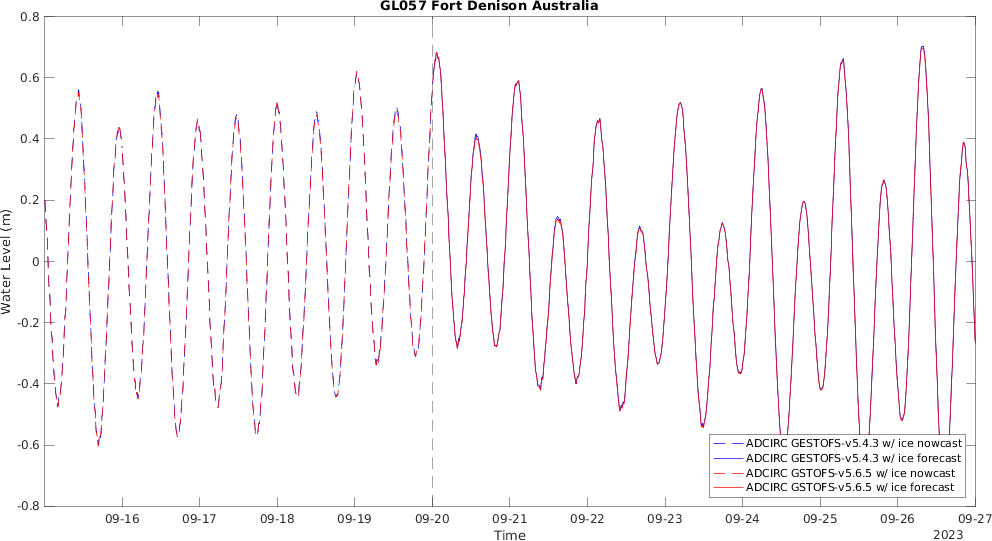 GL057 Fort Denison Australia
0.8
0.6
0.4
0.2
0
-0.2
-0.4
-0.6
-0.8
Water Level (m)
ADCIRC GESTOFS-v5.4.3 w/ ice nowcast
ADCIRC GESTOFS-v5.4.3 w/ ice forecast
ADCIRC GSTOFS-v5.6.5 w/ ice nowcast
ADCIRC GSTOFS-v5.6.5 w/ ice forecast
09-16 09-17 09-18 09-19 09-20 09-21 09-22 09-23 09-24 09-25 09-26 09-27
Time
2023